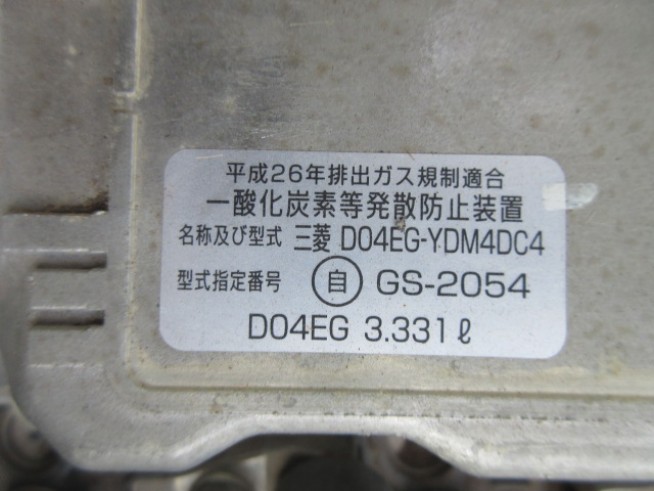 平成26年排出ガス規制適合
一酸化炭素等発散防止装置
名称及び型式 三菱 D04EG-YDM4DC4
型式指定番号 自 GS-2054
D04EG 3.331ℓ